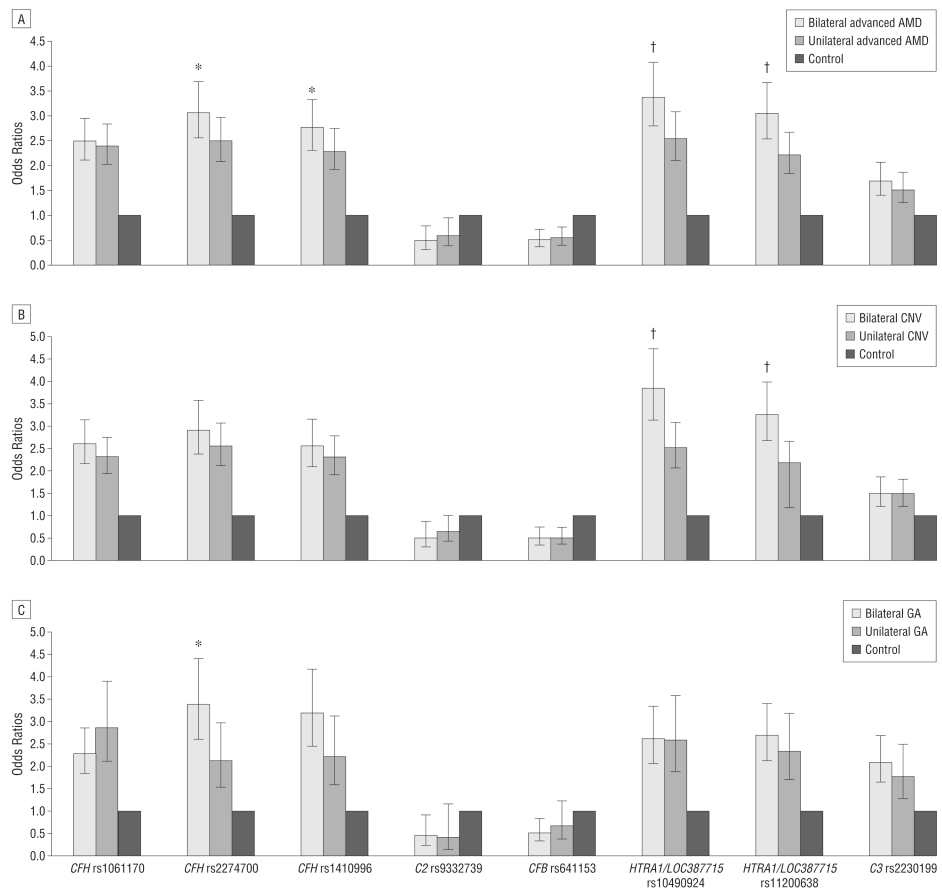 A
Bilateral advanced AMD
Unilateral advanced AMD
Control
Odds Ratios
4.5
4.0
3.5
3.0
2.5
2.0
1.5
1.0
0.5
0.0
*
*
†
†
B
Bilateral CNV
Unilateral CNV
Control
Odds Ratios
5.0
4.5
4.0
3.5
3.0
2.5
2.0
1.5
1.0
0.5
0.0
†
†
C
Bilateral GA
Unilateral GA
Control
Odds Ratios
5.0
4.5
4.0
3.5
3.0
2.5
2.0
1.5
1.0
0.5
0.0
*
CFH rs1061170
CFH rs2274700
CFH rs1410996
C2 rs9332739
CFB rs641153
HTRA1/LOC387715
rs10490924
HTRA1/LOC387715
rs11200638
C3 rs2230199